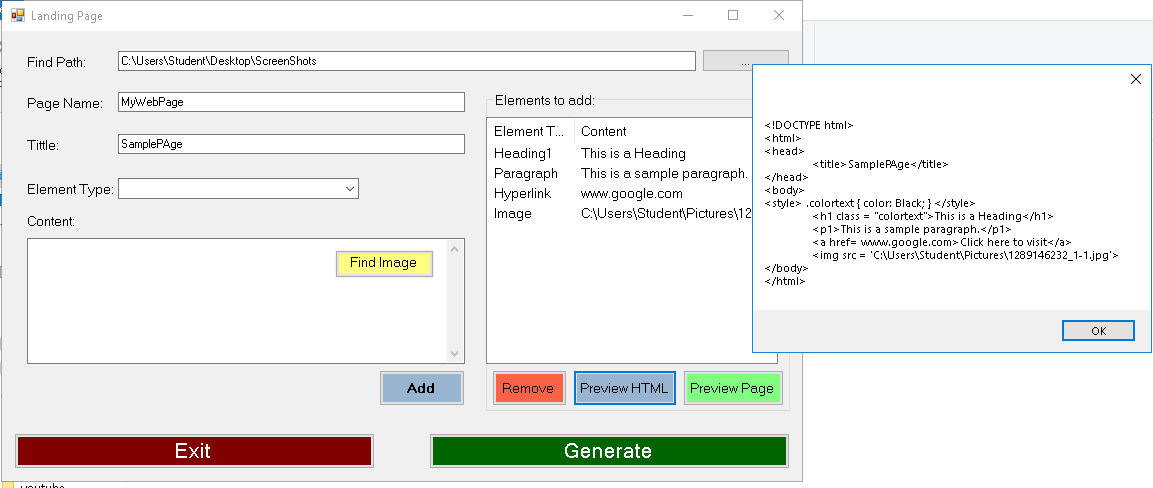 Landing Page
Find Path: C:\Users\Student\Desktop\ScreenShots ...
Page Name: MyWebPage
Tittle: SamplePAge
Element Type:
Content:
Find Image
Add
Elements to add:
Element T... Content
Heading1 This is a Heading
Paragraph This is a sample paragraph.
Hyperlink www.google.com
Image C:\Users\Student\Pictures\12
Remove Preview HTML Preview Page
Exit Generate
<!DOCTYPE html>
<html>
<head>
<title>SamplePAge</title>
</head>
<body>
<style> .colortext { color: Black; } </style>
<h1 class = "colortext">This is a Heading</h1>
<p1>This is a sample paragraph.</p1>
<a href= www.google.com>Click here to visit</a>
<img src = 'C:\Users\Student\Pictures\1289146232_1-1.jpg'>
</body>
</html>
OK
youtube